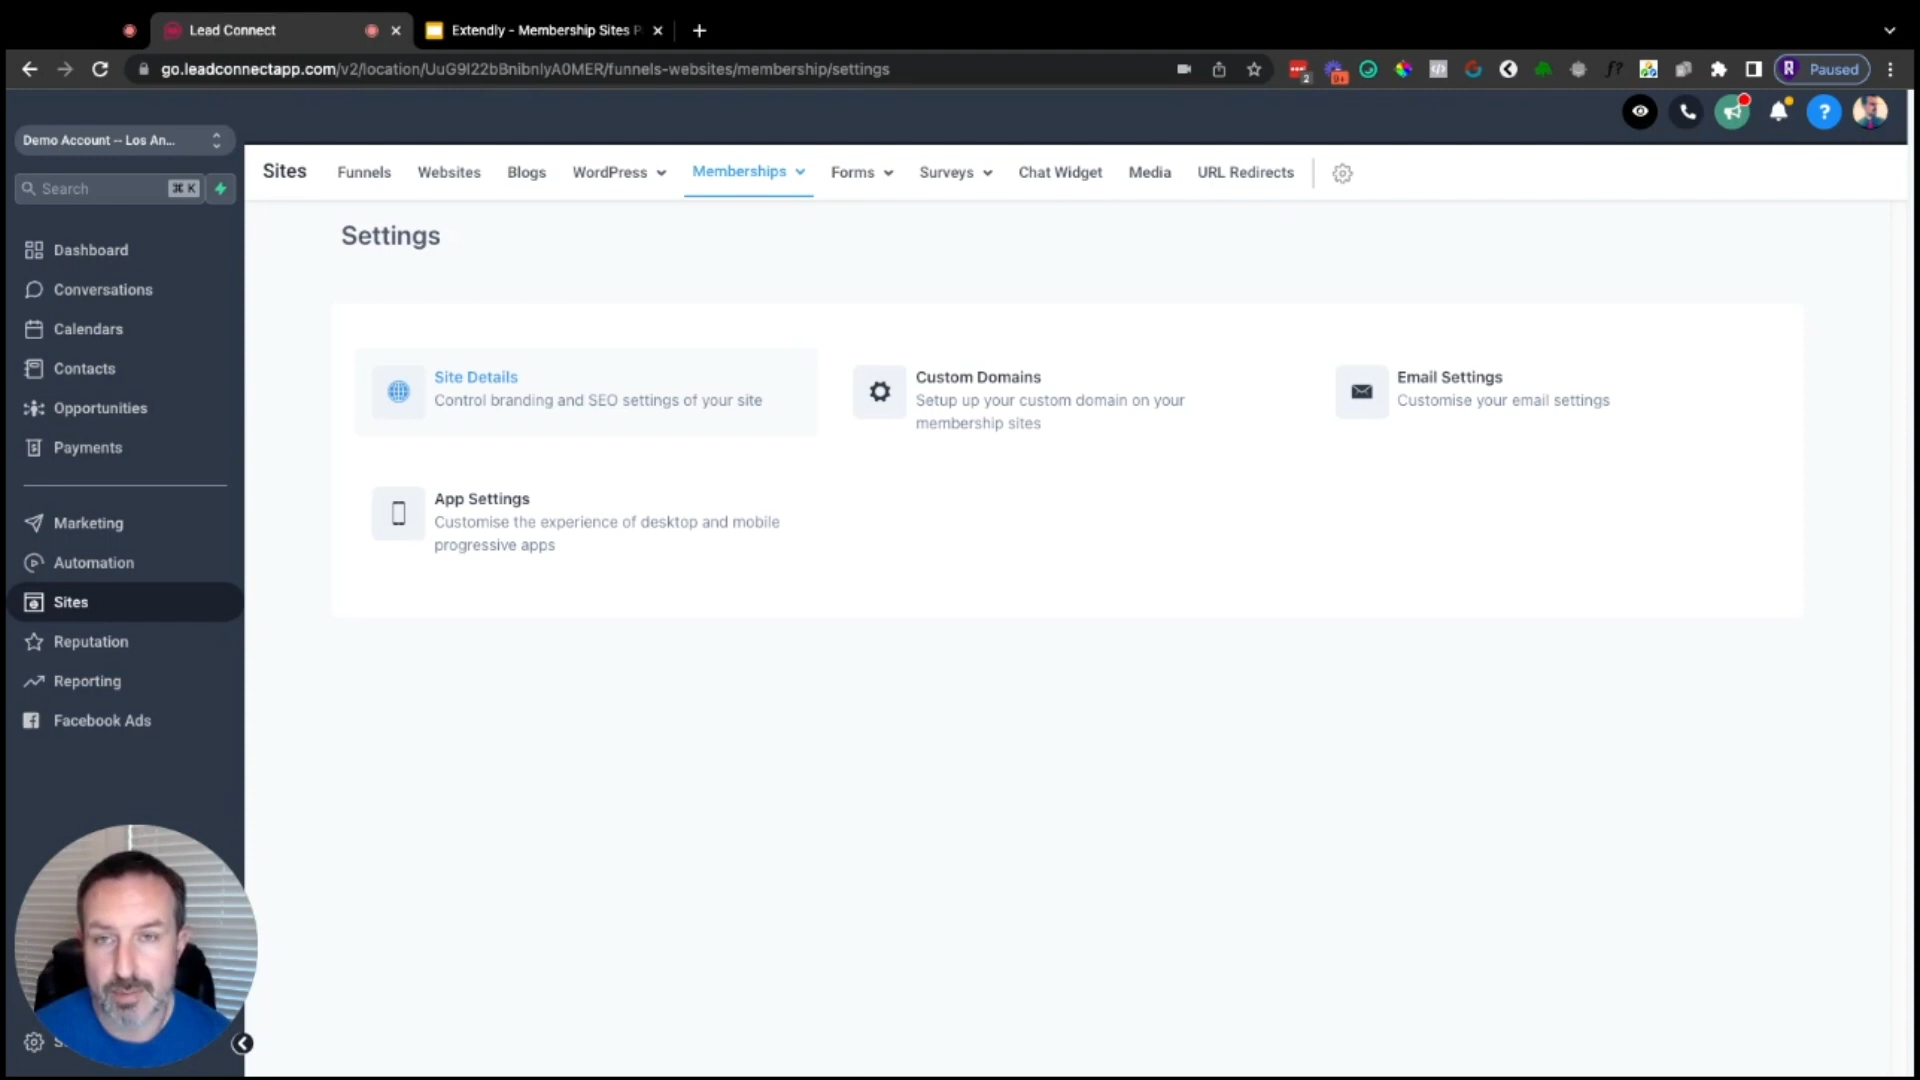 Lead Connect
Extendly - Membership Sites P
go.leadconnectapp.com/v2/location/UuG9I22bBnibnlyA0MER/funnels-websites/membership/settings
2
9+
f?
R Paused
Demo Account -- Los An...
Search ⌘ K
?
Sites Funnels Websites Blogs WordPress Memberships Forms Surveys Chat Widget Media URL Redirects
Dashboard
Conversations
Calendars
Contacts
Opportunities
Payments
Marketing
Automation
Sites
Reputation
Reporting
Facebook Ads
Settings
Site Details
Control branding and SEO settings of your site
Custom Domains
Setup up your custom domain on your
membership sites
Email Settings
Customise your email settings
App Settings
Customise the experience of desktop and mobile
progressive apps